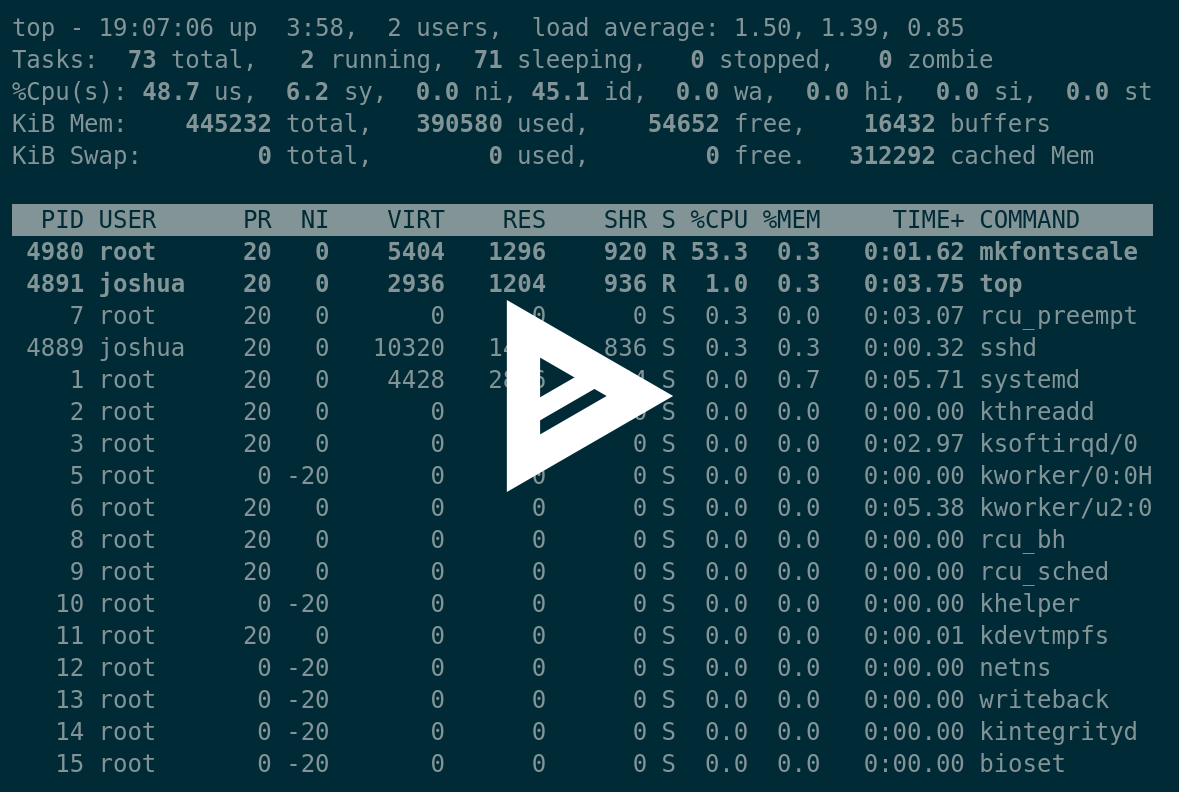 top - 19:07:06 up  3:58,  2 users,  load average: 1.50, 1.39, 0.85
Tasks:  73 total,   2 running,  71 sleeping,   0 stopped,   0 zombie
%Cpu(s): 48.7 us,  6.2 sy,  0.0 ni, 45.1 id,  0.0 wa,  0.0 hi,  0.0 si,  0.0 st
KiB Mem:    445232 total,   390580 used,    54652 free,    16432 buffers
KiB Swap:        0 total,        0 used,        0 free.   312292 cached Mem
  PID USER      PR  NI    VIRT    RES    SHR S %CPU %MEM     TIME+ COMMAND
 4980 root      20   0    5404   1296    920 R 53.3  0.3   0:01.62 mkfontscale
 4891 joshua    20   0    2936   1204    936 R  1.0  0.3   0:03.75 top
    7 root      20   0       0      0      0 S  0.3  0.0   0:03.07 rcu_preempt
 4889 joshua    20   0   10320           836 S  0.3  0.3   0:00.32 sshd
    1 root      20   0    4428                S  0.0  0.7   0:05.71 systemd
    2 root      20   0       0                S  0.0  0.0   0:00.00 kthreadd
    3 root      20   0       0             0 S  0.0  0.0   0:02.97 ksoftirqd/0
    5 root       0 -20       0      0      0 S  0.0  0.0   0:00.00 kworker/0:0H
    6 root      20   0       0      0      0 S  0.0  0.0   0:05.38 kworker/u2:0
    8 root      20   0       0      0      0 S  0.0  0.0   0:00.00 rcu_bh
    9 root      20   0       0      0      0 S  0.0  0.0   0:00.00 rcu_sched
   10 root       0 -20       0      0      0 S  0.0  0.0   0:00.00 khelper
   11 root      20   0       0      0      0 S  0.0  0.0   0:00.01 kdevtmpfs
   12 root       0 -20       0      0      0 S  0.0  0.0   0:00.00 netns
   13 root       0 -20       0      0      0 S  0.0  0.0   0:00.00 writeback
   14 root       0 -20       0      0      0 S  0.0  0.0   0:00.00 kintegrityd
   15 root       0 -20       0      0      0 S  0.0  0.0   0:00.00 bioset